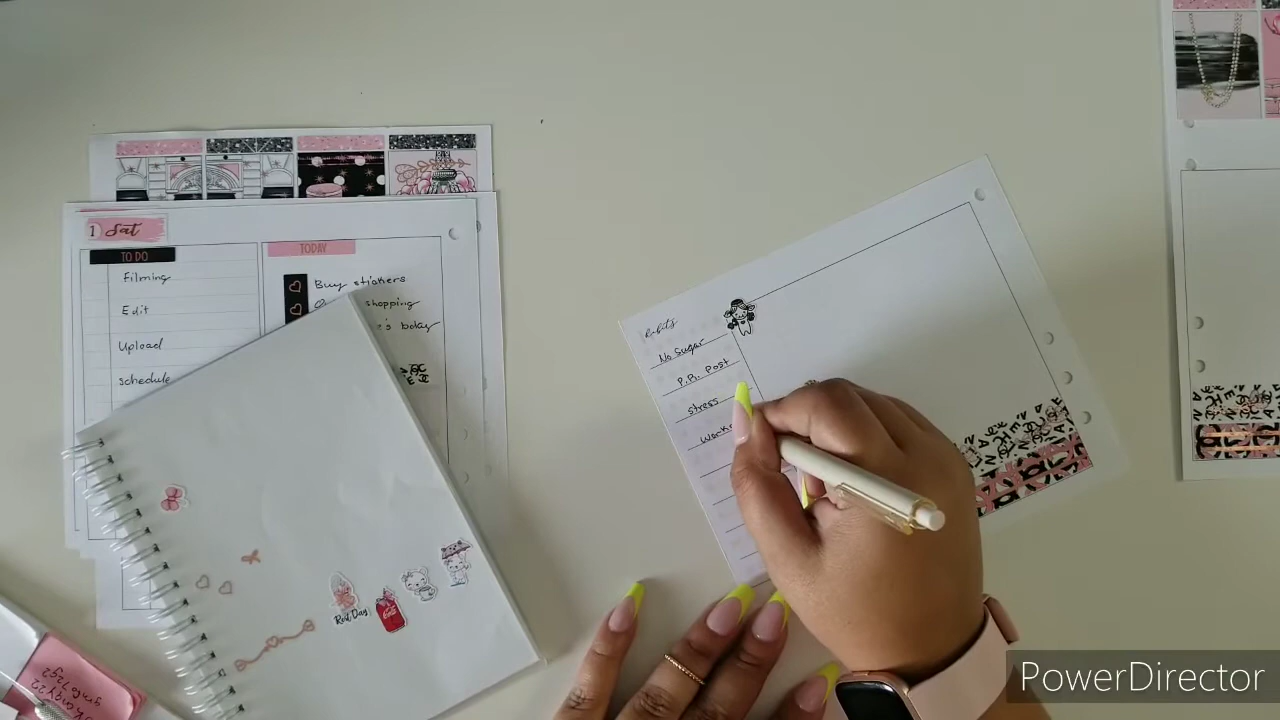 1 Sat
TO DO
TODAY
Filming
Edit
Upload
schedule
Buy stickers
shopping
Habits
No Sugar
P.R. Post
stress
Rest Day
PowerDirector